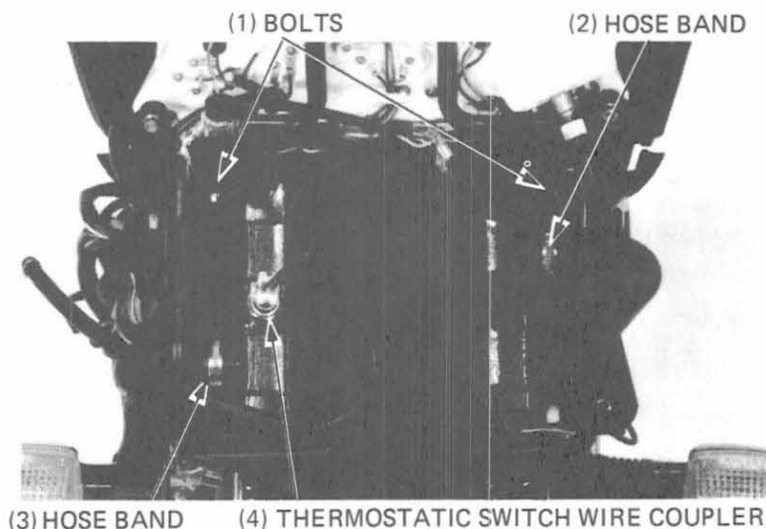 (1) BOLTS
(2) HOSE BAND
(3) HOSE BAND
(4) THERMOSTATIC SWITCH WIRE COUPLER